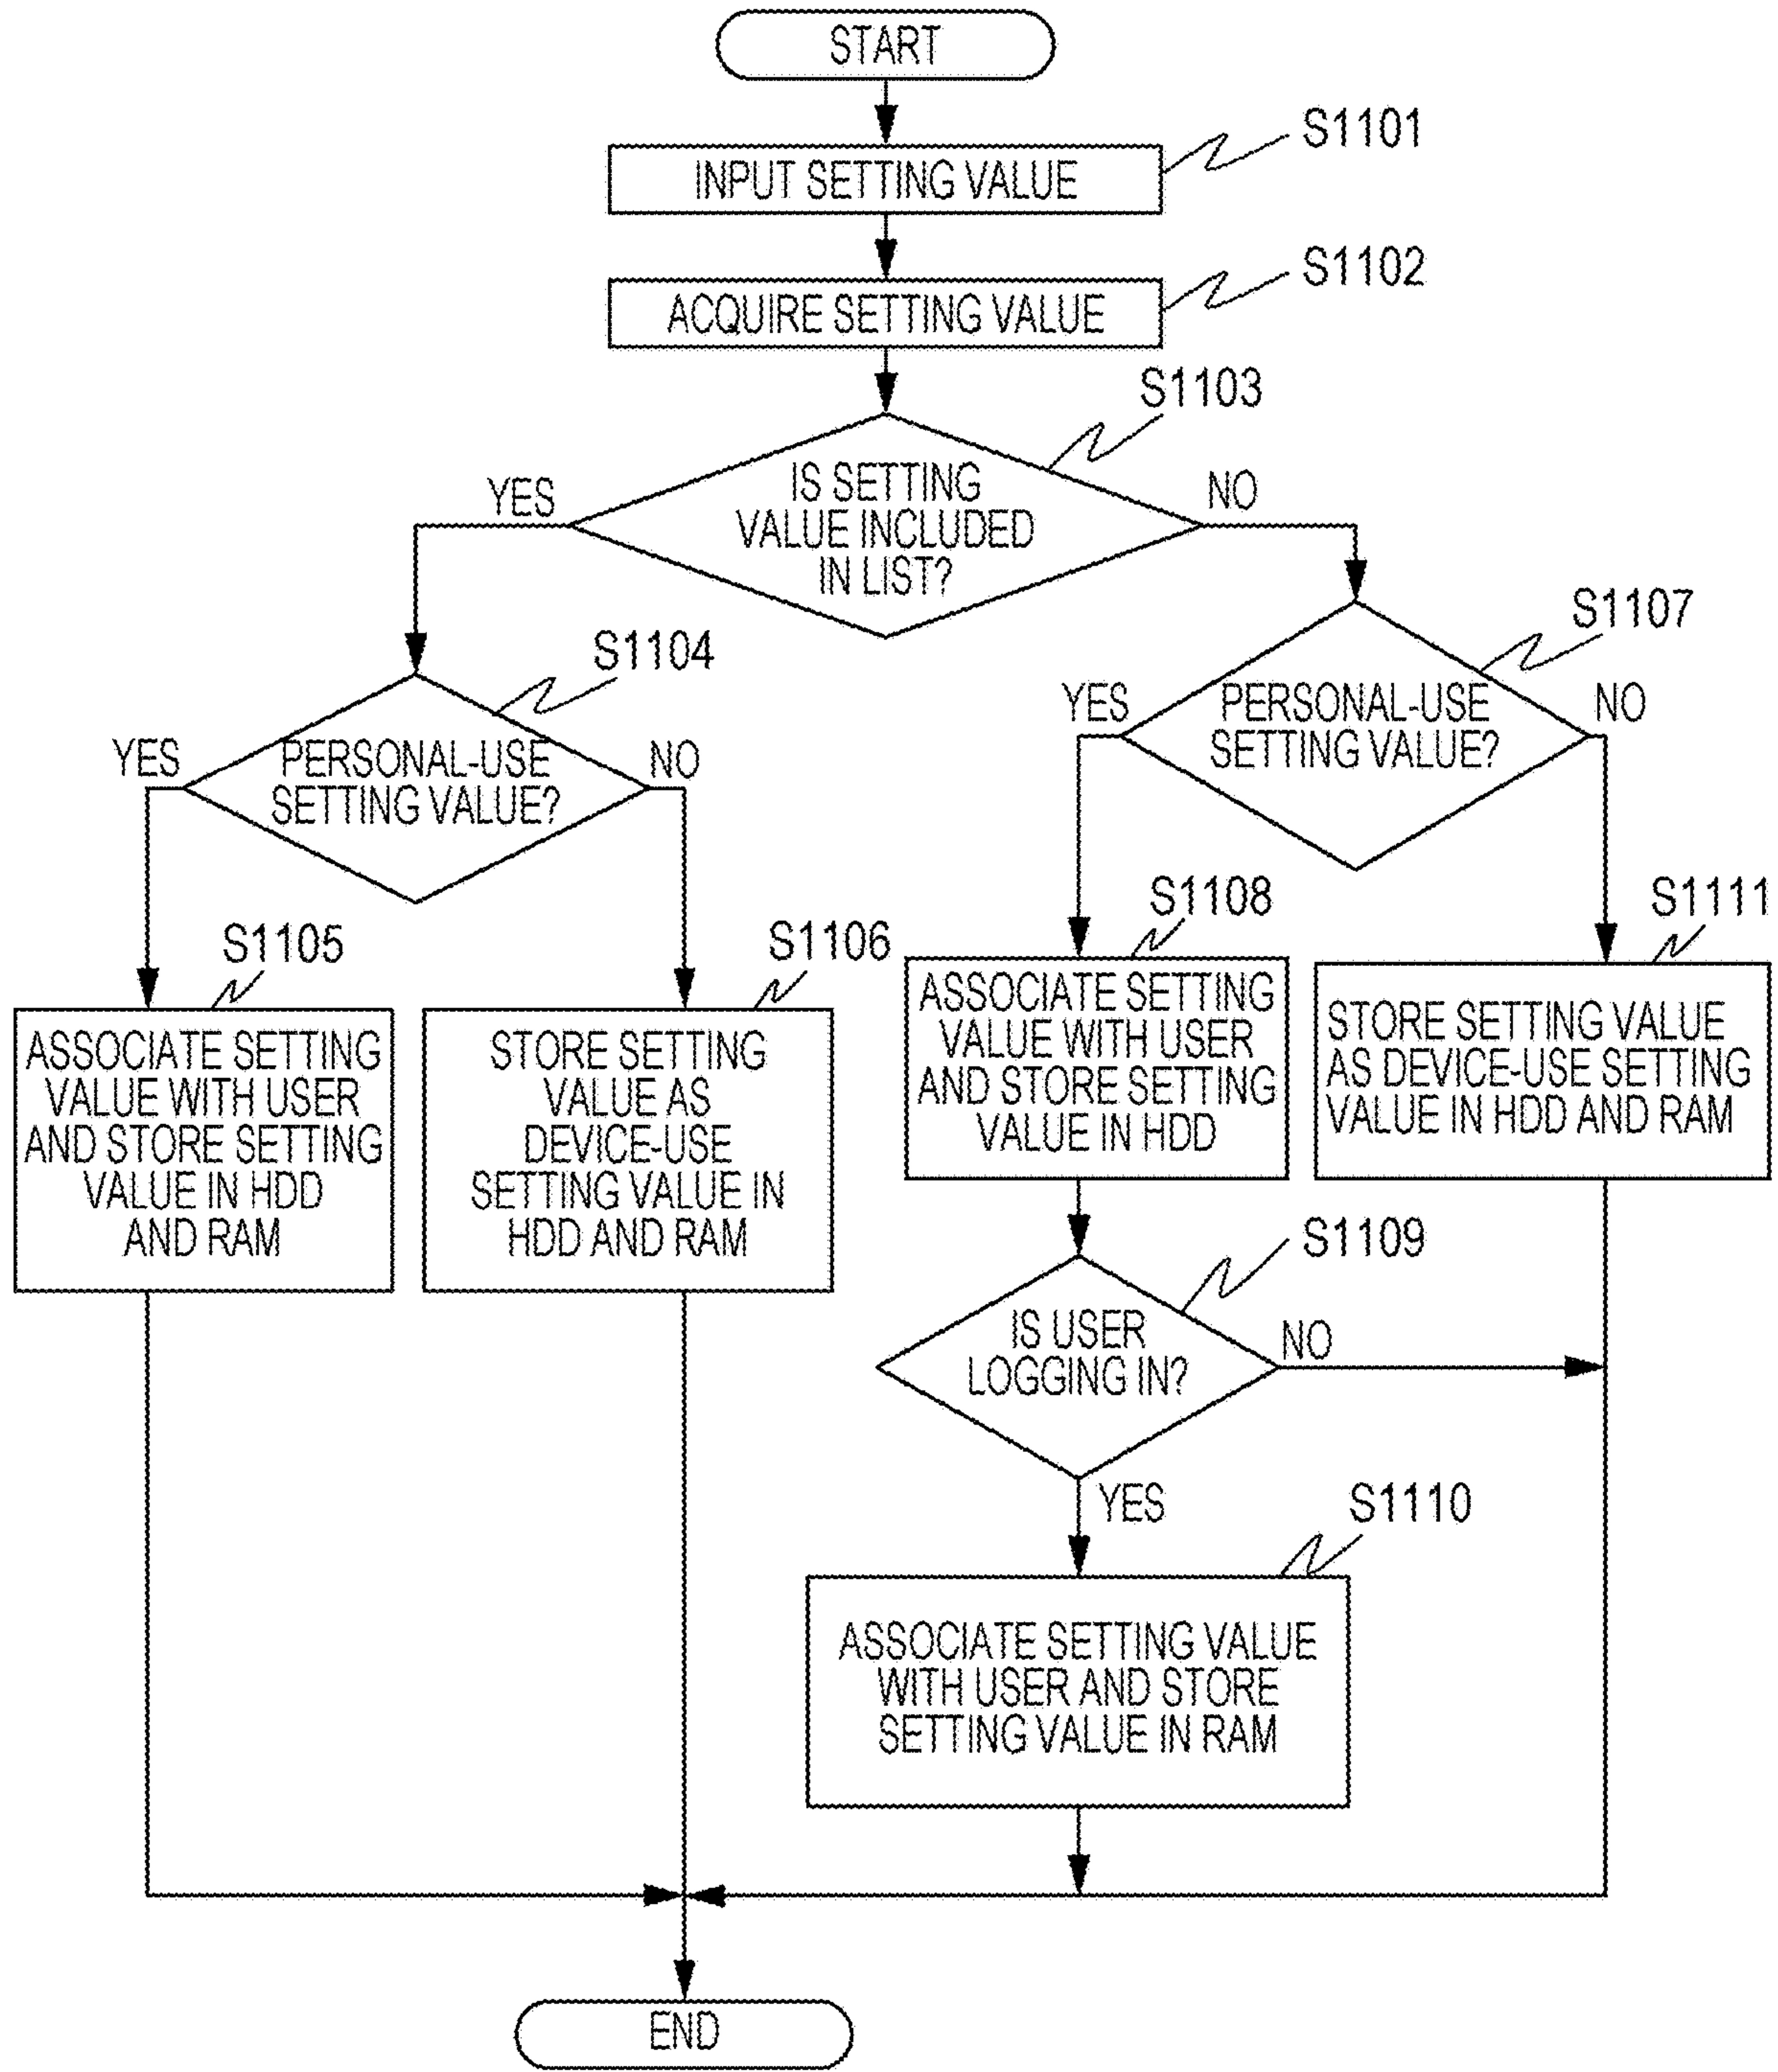 START
S1101
INPUT SETTING VALUE
S1102
ACQUIRE SETTING VALUE
S1103
IS SETTING
VALUE INCLUDED
IN LIST?
YES
NO
S1104
PERSONAL-USE
SETTING VALUE?
YES
NO
S1107
PERSONAL-USE
SETTING VALUE?
YES
NO
S1105
ASSOCIATE SETTING
VALUE WITH USER
AND STORE SETTING
VALUE IN HDD
AND RAM
S1106
STORE SETTING
VALUE AS
DEVICE-USE
SETTING VALUE IN
HDD AND RAM
S1108
ASSOCIATE SETTING
VALUE WITH USER
AND STORE SETTING
VALUE IN HDD
S1111
STORE SETTING VALUE
AS DEVICE-USE SETTING
VALUE IN HDD AND RAM
S1109
IS USER
LOGGING IN?
NO
YES
S1110
ASSOCIATE SETTING VALUE
WITH USER AND STORE
SETTING VALUE IN RAM
END